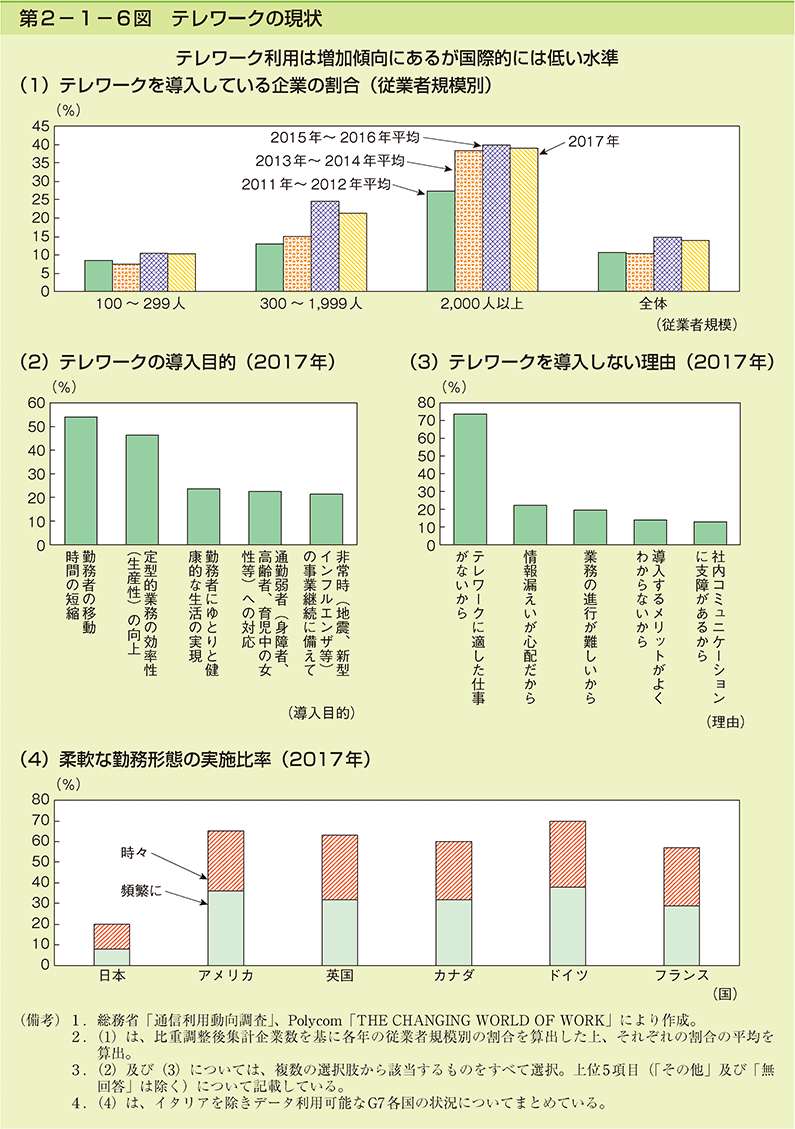 第2－1－6図　テレワークの現状
テレワーク利用は増加傾向にあるが国際的には低い水準
（1）テレワークを導入している企業の割合（従業者規模別）
（%）
45
40
35
30
25
20
15
10
5
0
2015年～2016年平均
2013年～2014年平均
2011年～2012年平均
2017年
100～299人
300～1,999人
2,000人以上
全体
（従業者規模）
（2）テレワークの導入目的（2017年）
（%）
60
50
40
30
20
10
0
勤務者の移動
時間の短縮
定型的業務の効率性
（生産性）の向上
勤務者にゆとりと健
康的な生活の実現
通勤弱者（身障者、
高齢者、育児中の女
性等）への対応
非常時（地震、新型
インフルエンザ等）
の事業継続に備えて
（導入目的）
（3）テレワークを導入しない理由（2017年）
（%）
80
70
60
50
40
30
20
10
0
テレワークに適した仕事
がないから
情報漏えいが心配だから
業務の進行が難しいから
導入するメリットがよく
わからないから
社内コミュニケーション
に支障があるから
（理由）
（4）柔軟な勤務形態の実施比率（2017年）
（%）
80
70
60
50
40
30
20
10
0
時々
頻繁に
日本
アメリカ
英国
カナダ
ドイツ
フランス
（国）
（備考）1．総務省「通信利用動向調査」、Polycom「THE CHANGING WORLD OF WORK」により作成。
2．(1) は、比重調整後集計企業数を基に各年の従業者規模別の割合を算出した上、それぞれの割合の平均を
算出。
3．(2) 及び (3) については、複数の選択肢から該当するものをすべて選択。上位5項目（「その他」及び「無
回答」は除く）について記載している。
4．(4) は、イタリアを除きデータ利用可能なG7各国の状況についてまとめている。